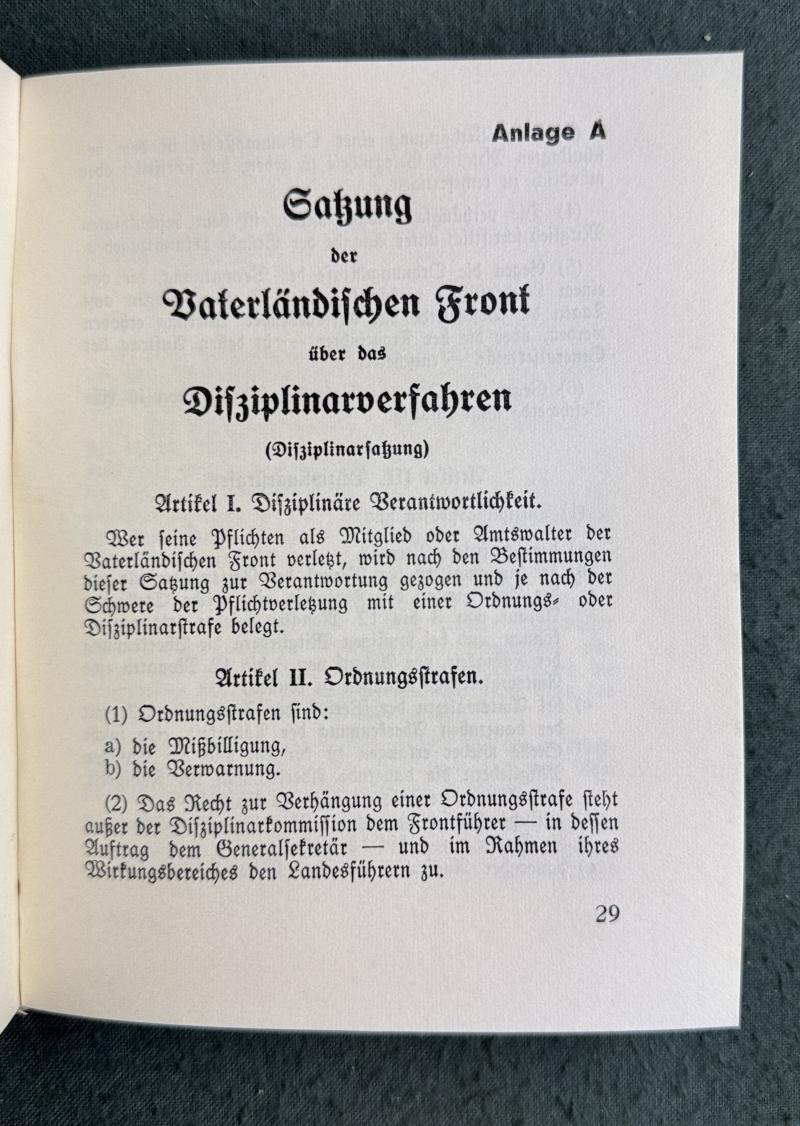 Anlage A
Satzung
der
Vaterländischen Front
über das
Disziplinarverfahren
(Disziplinarsatzung)
Artikel I. Disziplinäre Verantwortlichkeit.
Wer seine Pflichten als Mitglied oder Amtswalter der
Vaterländischen Front verletzt, wird nach den Bestimmungen
dieser Satzung zur Verantwortung gezogen und je nach der
Schwere der Pflichtverletzung mit einer Ordnungs- oder
Disziplinarstrafe belegt.
Artikel II. Ordnungsstrafen.
(1) Ordnungsstrafen sind:
a) die Mißbilligung,
b) die Verwarnung.
(2) Das Recht zur Verhängung einer Ordnungsstrafe steht
außer der Disziplinarkommission dem Frontführer — in dessen
Auftrag dem Generalsekretär — und im Rahmen ihres
Wirkungsbereiches den Landesführern zu.
29